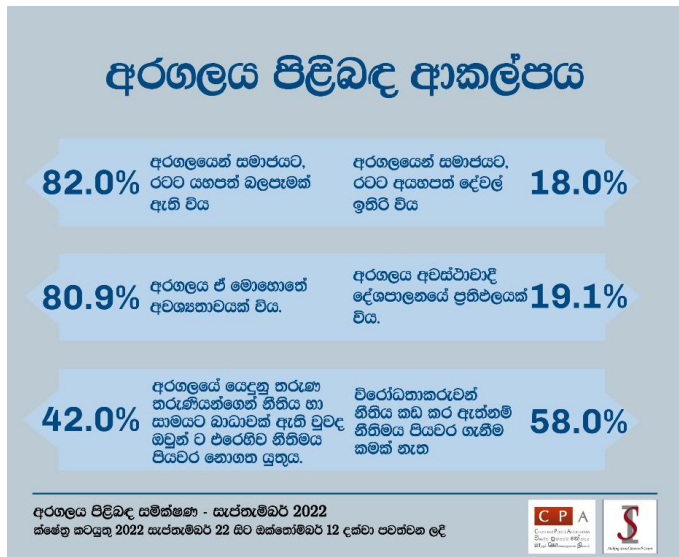 අරගලය පිළිබඳ ආකල්පය
82.0%
අරගලයෙන් සමාජයට,
රටට යහපත් බලපෑමක්
ඇති විය
අරගලයෙන් සමාජයට,
රටට අයහපත් දේවල්
ඉතිරි විය
18.0%
80.9%
අරගලය ඒ මොහොතේ
අවශ්‍යතාවයක් විය.
අරගලය අවස්ථාවාදී
දේශපාලනයේ ප්‍රතිඵලයක්
විය.
19.1%
42.0%
අරගලයේ යෙදුනු තරුණ
තරුණියන්ගෙන් නීතිය හා
සාමයට බාධාවක් ඇති වුවද
ඔවුන් ට එරෙහිව නීතිමය
පියවර නොගත යුතුය.
විරෝධතාකරුවන්
නීතිය කඩ කර ඇත්නම්
නීතිමය පියවර ගැනීම
කමක් නැත
58.0%
අරගලය පිළිබඳ සමීක්ෂණ - සැප්තැම්බර් 2022
ක්ෂේත්‍ර කටයුතු 2022 සැප්තැම්බර් 22 සිට ඔක්තෝම්බර් 12 දක්වා පවත්වන ලදී
CPA